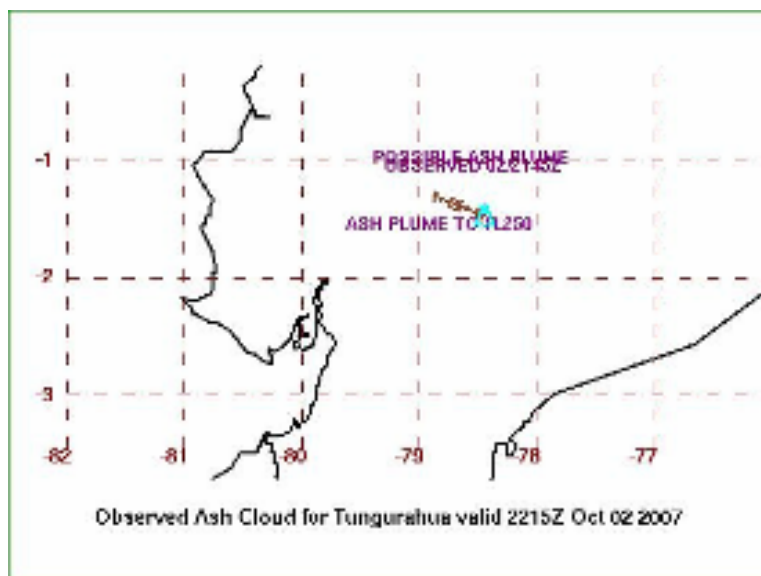 -1
POSSIBLE ASH PLUME
OBSERVED 02/2145Z
ASH PLUME TO FL250
-2
-3
-82 -81 -80 -79 -78 -77
Observed Ash Cloud for Tungurahua valid 2215Z Oct 02 2007